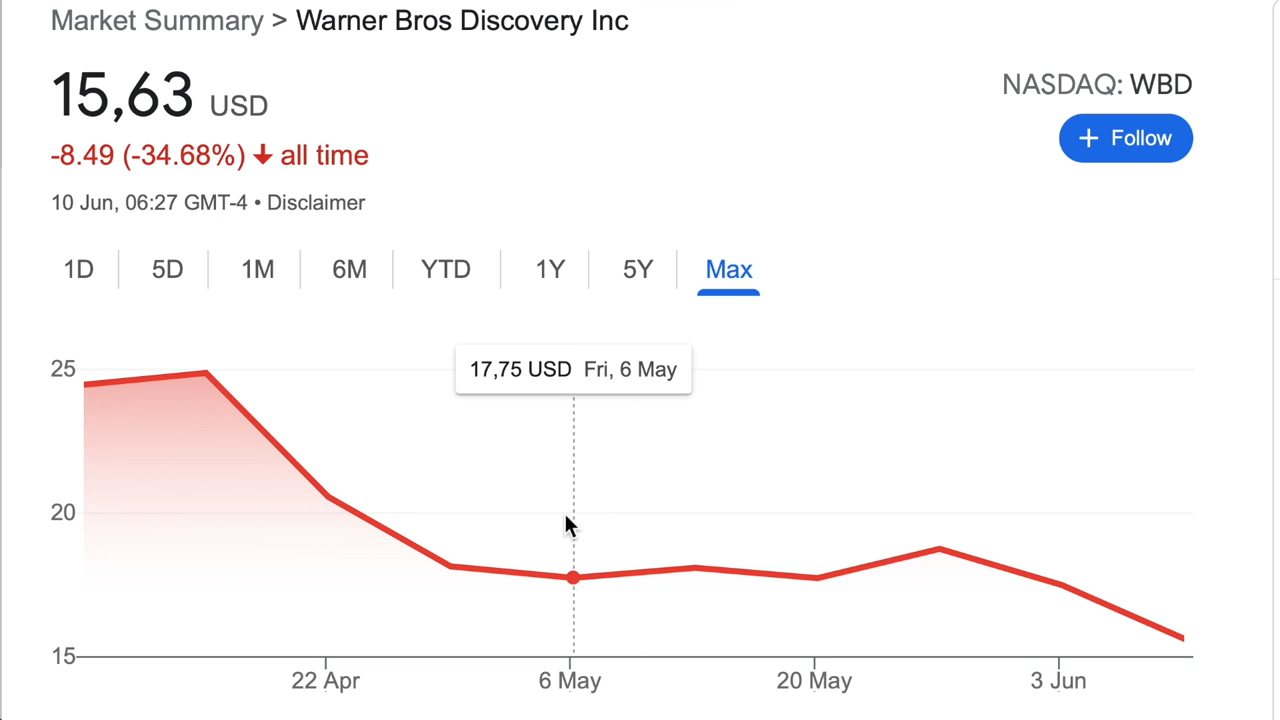 Market Summary > Warner Bros Discovery Inc
15,63 USD
NASDAQ: WBD
-8.49 (-34.68%) ↓ all time
+ Follow
10 Jun, 06:27 GMT-4 • Disclaimer
1D 5D 1M 6M YTD 1Y 5Y Max
25
17,75 USD Fri, 6 May
20
15
22 Apr 6 May 20 May 3 Jun